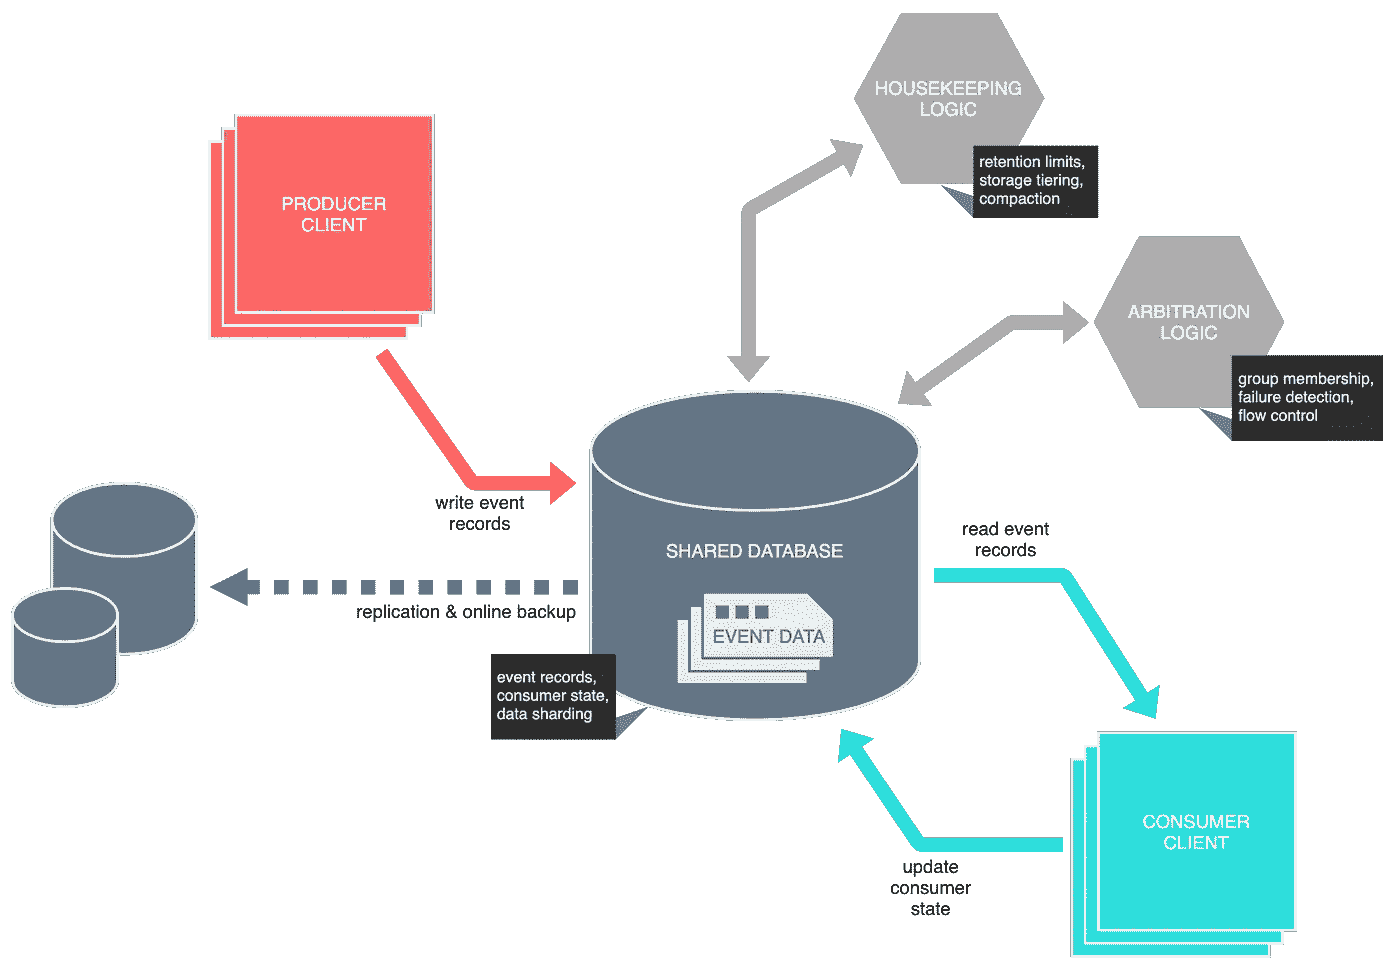 HOUSEKEEPING
LOGIC
retention limits,
storage tiering,
compaction
PRODUCER
CLIENT
ARBITRATION
LOGIC
group membership,
failure detection,
flow control
write event
records
SHARED DATABASE
read event
records
replication & online backup
EVENT DATA
event records,
consumer state,
data sharding
CONSUMER
CLIENT
update
consumer
state